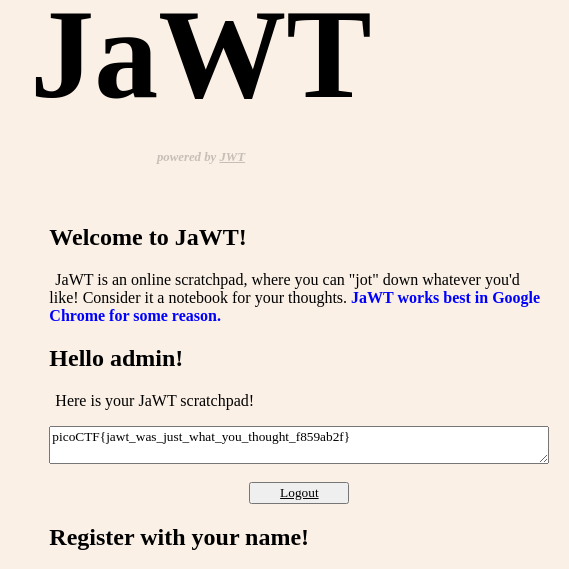 JaWT
powered by JWT
Welcome to JaWT!
JaWT is an online scratchpad, where you can "jot" down whatever you'd
like! Consider it a notebook for your thoughts. JaWT works best in Google
Chrome for some reason.
Hello admin!
Here is your JaWT scratchpad!
picoCTF{jawt_was_just_what_you_thought_f859ab2f}
Logout
Register with your name!